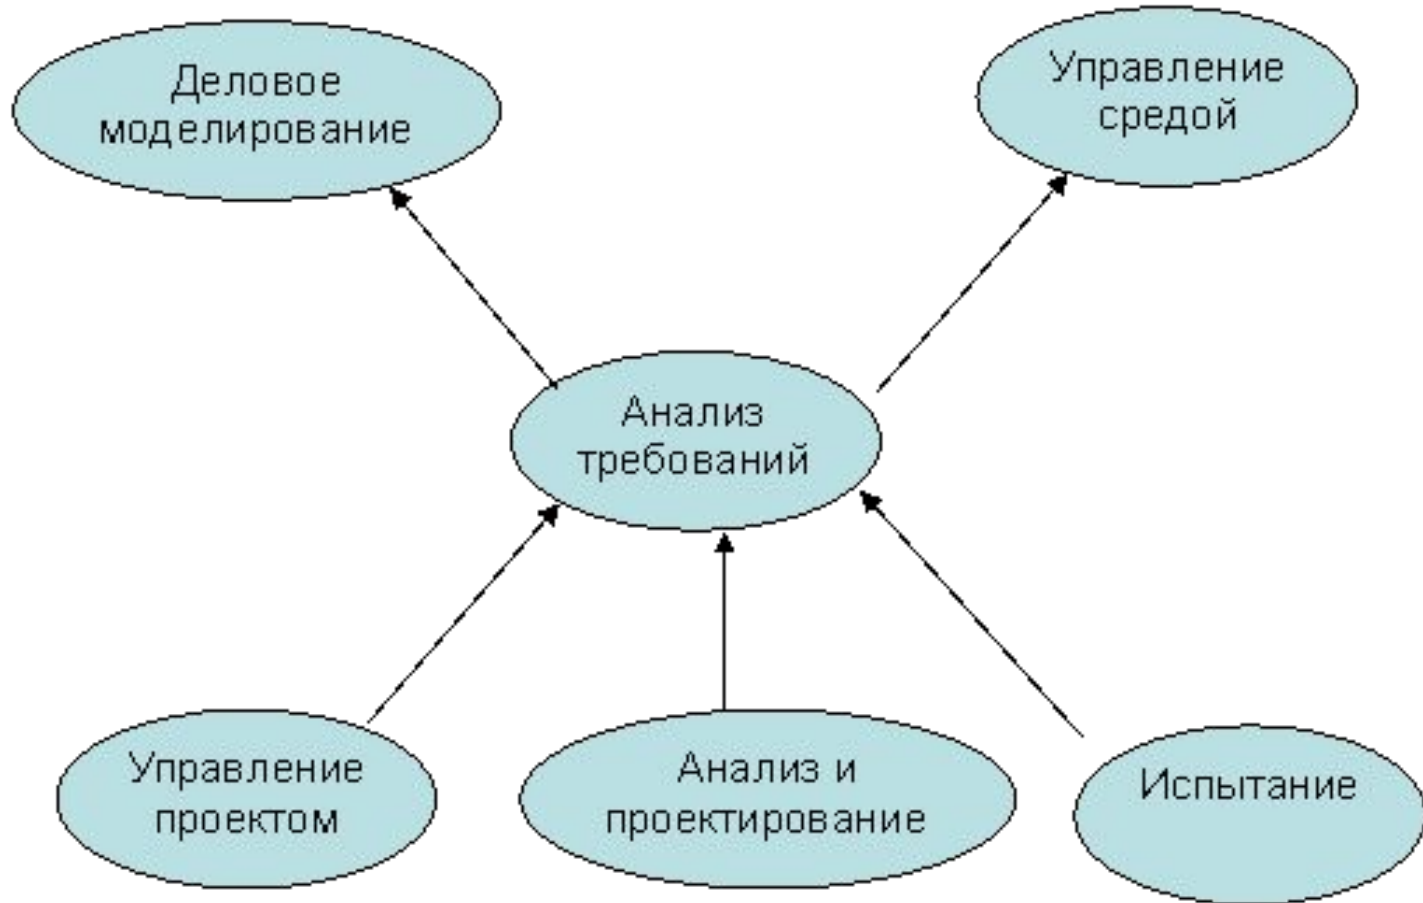 Деловое
моделирование
Управление
средой
Анализ
требований
Управление
проектом
Анализ и
проектирование
Испытание